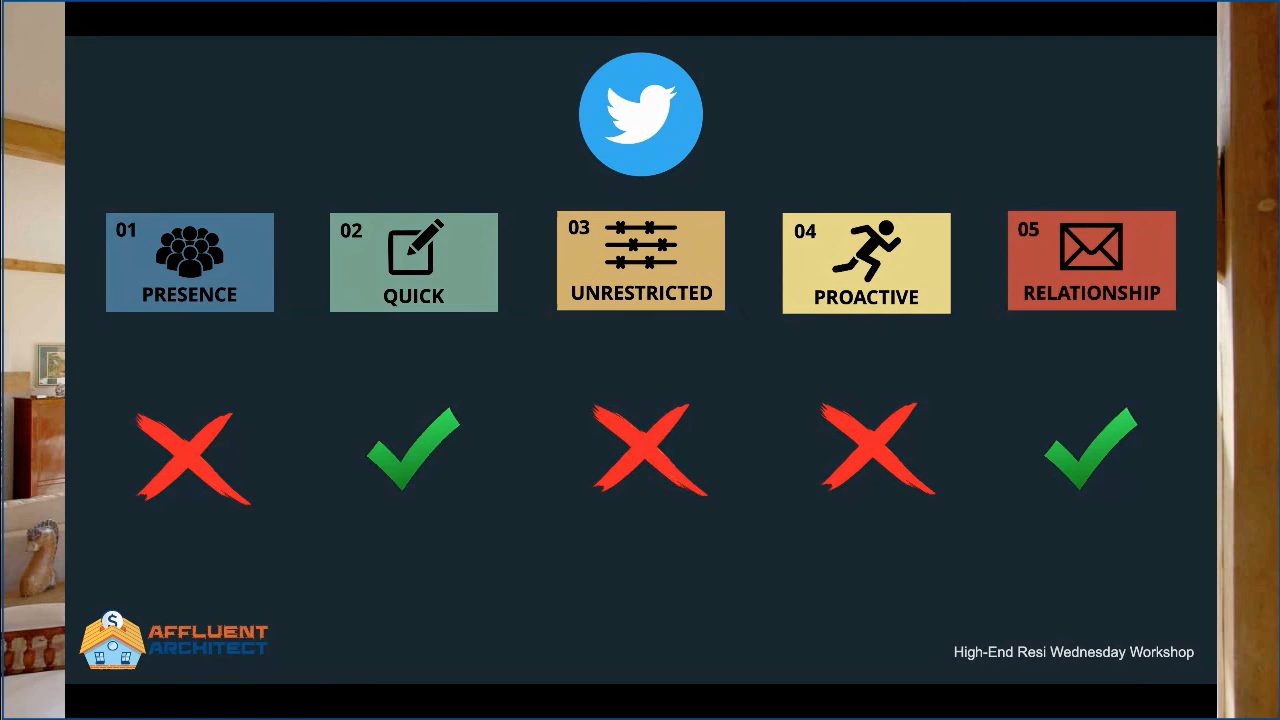 01
PRESENCE
02
QUICK
03
UNRESTRICTED
04
PROACTIVE
05
RELATIONSHIP
$
AFFLUENT
ARCHITECT
High-End Resi Wednesday Workshop